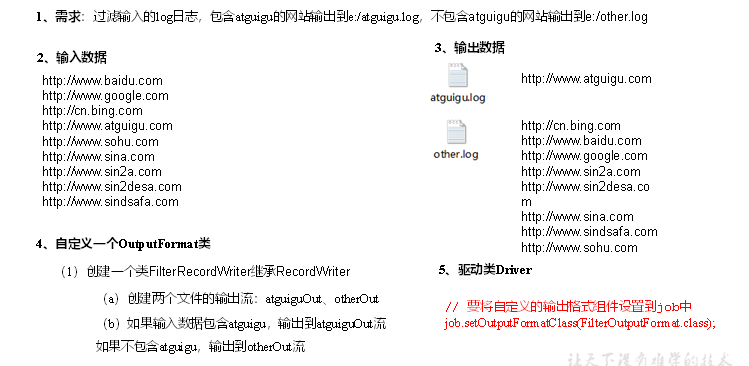 1、需求：过滤输入的log日志，包含atguigu的网站输出到e:/atguigu.log，不包含atguigu的网站输出到e:/other.log
2、输入数据
http://www.baidu.com
http://www.google.com
http://cn.bing.com
http://www.atguigu.com
http://www.sohu.com
http://www.sina.com
http://www.sin2a.com
http://www.sin2desa.com
http://www.sindsafa.com
3、输出数据
atguigu.log
http://www.atguigu.com
other.log
http://cn.bing.com
http://www.baidu.com
http://www.google.com
http://www.sin2a.com
http://www.sin2desa.co
m
http://www.sina.com
http://www.sindsafa.com
http://www.sohu.com
4、自定义一个OutputFormat类
（1）创建一个类FilterRecordWriter继承RecordWriter
（a）创建两个文件的输出流：atguiguOut、otherOut
（b）如果输入数据包含atguigu，输出到atguiguOut流
如果不包含atguigu，输出到otherOut流
5、驱动类Driver
// 要将自定义的输出格式组件设置到job中
job.setOutputFormatClass(FilterOutputFormat.class);
让天下没有难学的技术